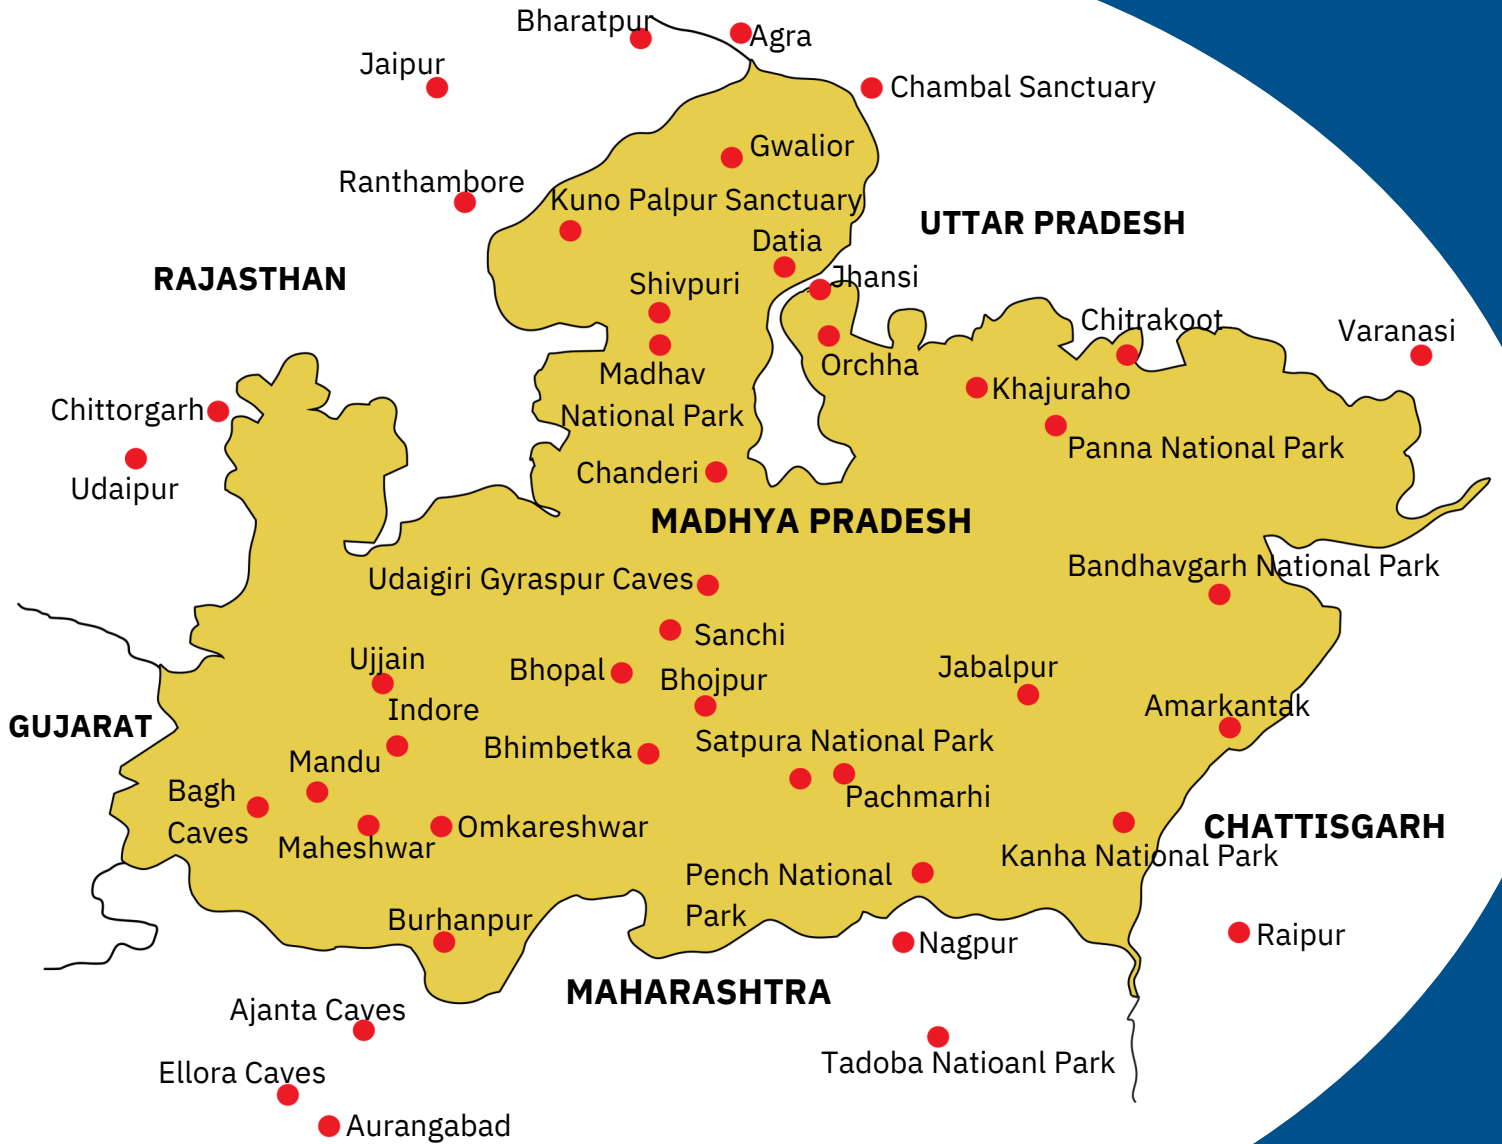 Bharatpur
Agra
Jaipur
Chambal Sanctuary
Gwalior
Ranthambore
Kuno Palpur Sanctuary
UTTAR PRADESH
Datia
RAJASTHAN
Jhansi
Shivpuri
Chitrakoot
Varanasi
Orchha
Madhav
National Park
Khajuraho
Chittorgarh
Panna National Park
Chanderi
Udaipur
MADHYA PRADESH
Bandhavgarh National Park
Udaigiri Gyraspur Caves
Sanchi
Ujjain
Bhopal
Bhojpur
Jabalpur
Indore
Amarkantak
GUJARAT
Bhimbetka
Satpura National Park
Mandu
Bagh
Caves
Pachmarhi
Omkareshwar
CHATTISGARH
Maheshwar
Kanha National Park
Pench National
Park
Burhanpur
Raipur
Nagpur
MAHARASHTRA
Ajanta Caves
Tadoba Natioanl Park
Ellora Caves
Aurangabad